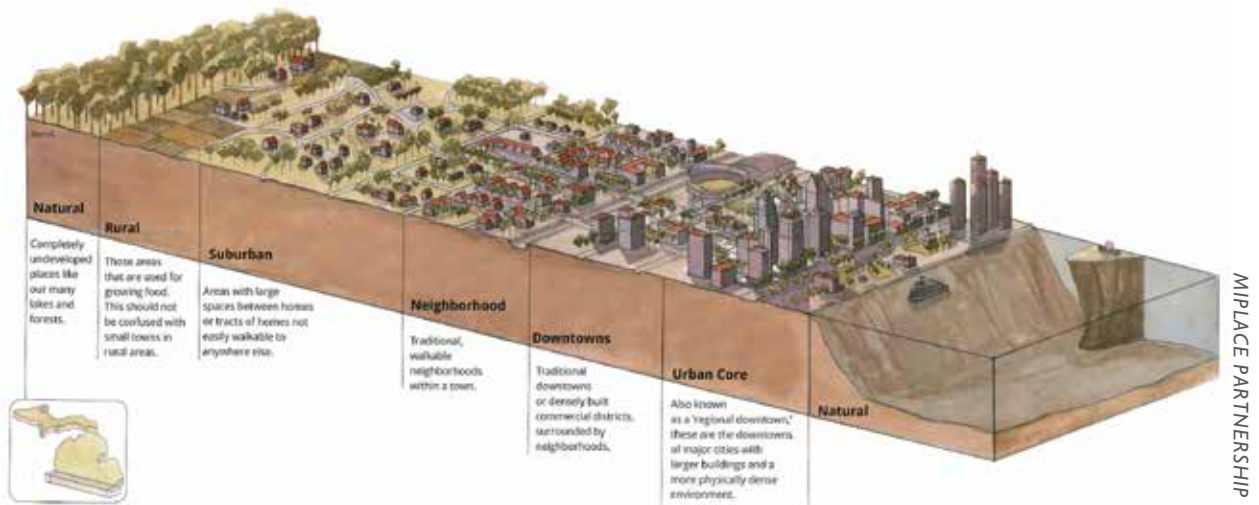 Natural
Completely
undeveloped
places like
our many
lakes and
forests.
Rural
Those areas
that are used for
growing food.
This should not
be confused with
small towns in
rural areas.
Suburban
Areas with large
spaces between homes
or tracts of homes not
easily walkable to
anywhere else.
Neighborhood
Traditional,
walkable
neighborhoods
within a town.
Downtowns
Traditional
downtowns
or densely built
commercial districts,
surrounded by
neighborhoods.
Urban Core
Also known
as a 'regional downtown,'
these are the downtowns
of major cities with
larger buildings and a
more physically dense
environment.
Natural
MIPLACE PARTNERSHIP